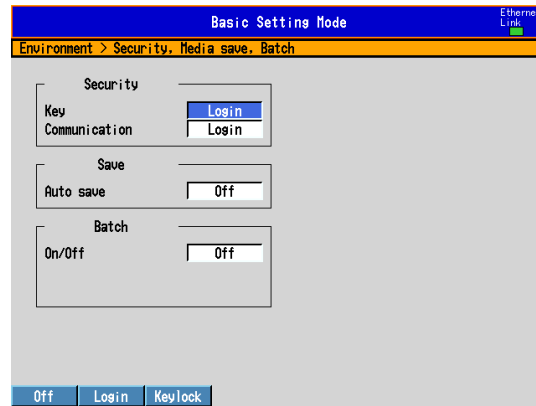 Basic Setting Mode
Etherne
Link
Environment > Security, Media save, Batch
Security
Key Login
Communication Login
Save
Auto save Off
Batch
On/Off Off
Off Login Keylock